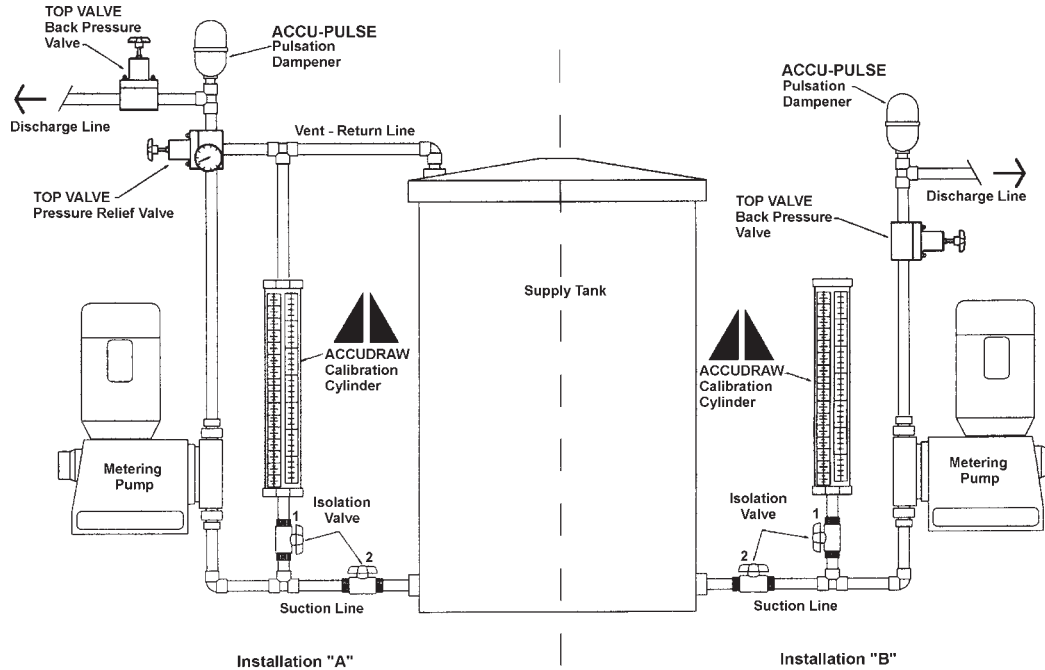 TOP VALVE
Back Pressure
Valve
ACCU-PULSE
Pulsation
Dampener
Discharge Line
Vent - Return Line
TOP VALVE
Pressure Relief Valve
ACCUDRAW
Calibration
Cylinder
Metering
Pump
Isolation
Valve
1
2
Suction Line
Installation "A"
Supply Tank
ACCU-PULSE
Pulsation
Dampener
Discharge Line
TOP VALVE
Back Pressure
Valve
ACCUDRAW
Calibration
Cylinder
Metering
Pump
Isolation
Valve
1
2
Suction Line
Installation "B"